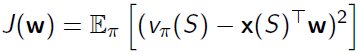 J(𝐰) = 𝔼_π [(v_π(S) − 𝐱(S)^⊤𝐰)^2]